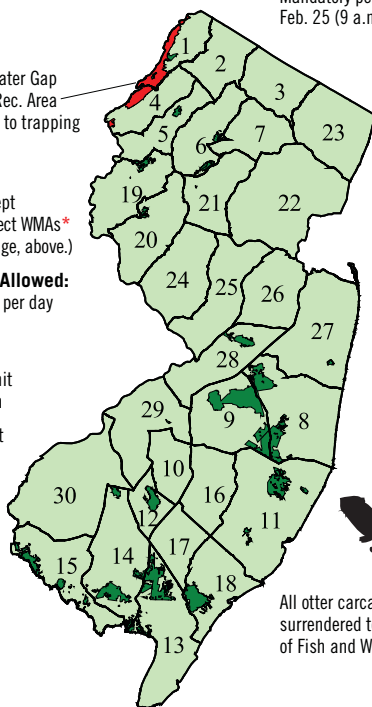 Mandatory pe
Feb. 25 (9 a.n
ater Gap
Rec. Area
to trapping
ept
ect WMAs*
ge, above.)
Allowed:
per day
it
t
1
2
3
4
5
6
7
23
19
21
22
20
24
25
26
27
28
29
9
8
10
30
16
11
12
14
17
15
18
13
All otter carca
surrendered t
of Fish and W